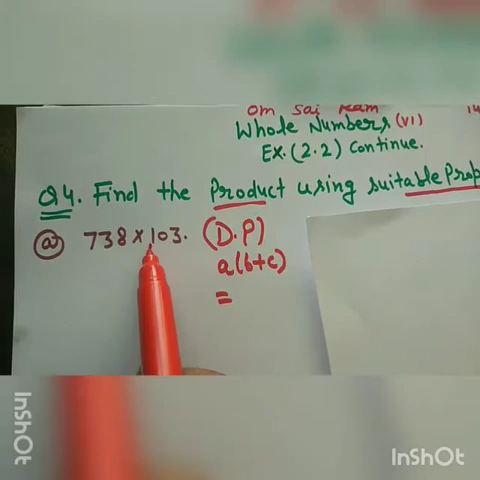 Om Sai Ram
Whole Numbers (VI)
EX. (2.2) Continue.
Q4. Find the Product using suitable Prop
(a) 738 × 103. (D.P)
a(b+c)
=
InShOt
InShOt